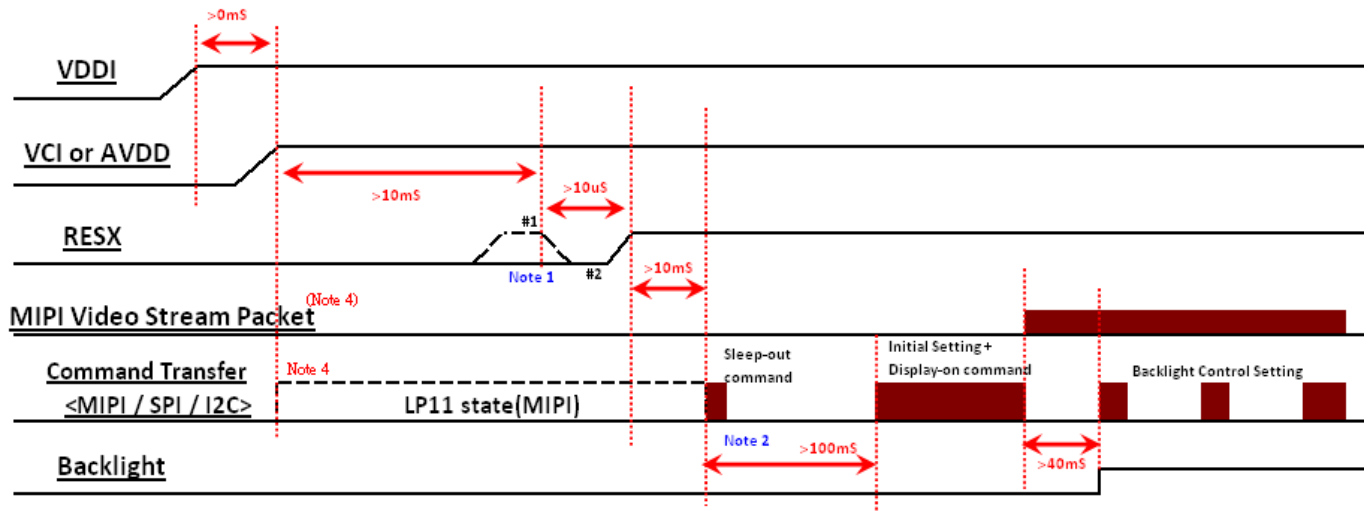 >0mS
VDDI
VCI or AVDD
>10mS
>10uS
RESX
#1
#2
Note 1
>10mS
(Note 4)
MIPI Video Stream Packet
Command Transfer
<MIPI / SPI / I2C>
Note 4
LP11 state(MIPI)
Sleep-out
command
Initial Setting +
Display-on command
Backlight Control Setting
Note 2
>100mS
>40mS
Backlight